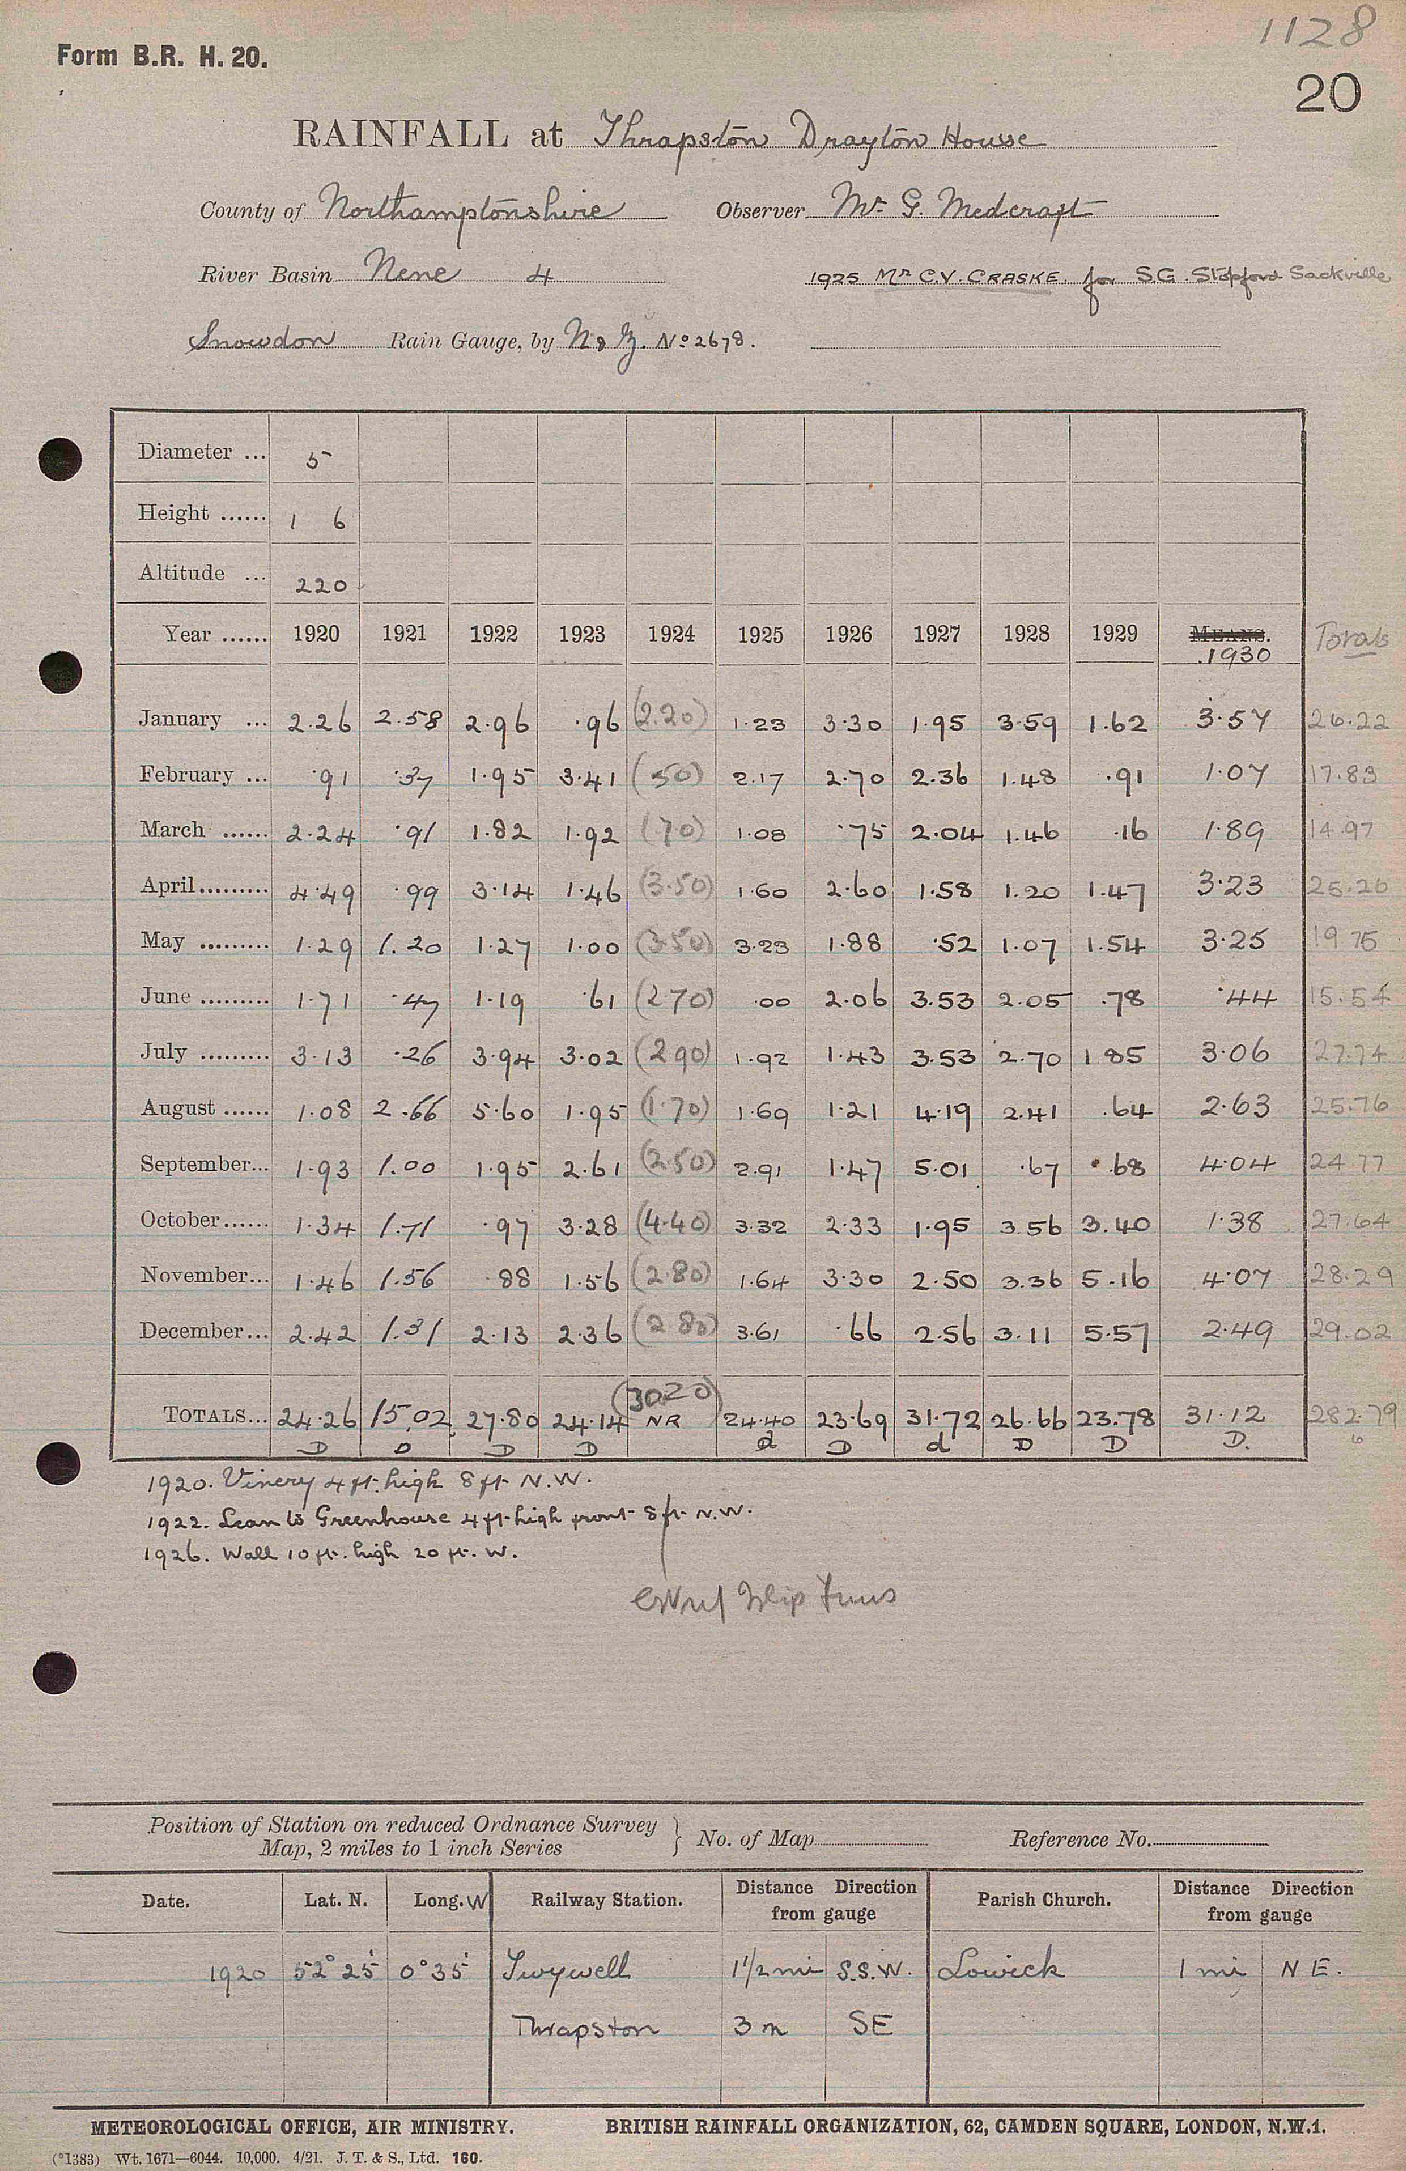 1128
Form B.R. H. 20.
20
RAINFALL at Thrapston Drayton House
County of Northamptonshire Observer Mr. G. Medcraft
River Basin Nene 4 1925 Mr C.V. CRASKE for S.G. Stopford Sackville
Snowdon Rain Gauge, by N & Z. No 2678.
Diameter ... 5
Height ...... 1 6
Altitude ... 220
Year ...... 1920 1921 1922 1923 1924 1925 1926 1927 1928 1929 MEANS. 1930 Totals
January ... 2.26 2.58 2.96 .96 (2.20) 1.23 3.30 1.95 3.59 1.62 3.57 26.22
February ... .91 .37 1.95 3.41 (.50) 2.17 2.70 2.36 1.48 .91 1.07 17.83
March ...... 2.24 .91 1.82 1.92 (.70) 1.08 .75 2.04 1.46 .16 1.89 14.97
April......... 4.49 .99 3.14 1.46 (3.50) 1.60 2.60 1.58 1.20 1.47 3.23 25.26
May ......... 1.29 1.20 1.27 1.00 (3.50) 3.23 1.88 .52 1.07 1.54 3.25 19.75
June ......... 1.71 .47 1.19 .61 (2.70) .00 2.06 3.53 2.05 .78 .44 15.54
July ......... 3.13 .26 3.94 3.02 (2.90) 1.92 1.43 3.53 2.70 1.85 3.06 27.74
August ...... 1.08 2.66 5.60 1.95 (1.70) 1.69 1.21 4.19 2.41 .64 2.63 25.76
September... 1.93 1.00 1.95 2.61 (2.50) 2.91 1.47 5.01 .67 .68 4.04 24.77
October...... 1.34 1.71 .97 3.28 (4.40) 3.32 2.33 1.95 3.56 3.40 1.38 27.64
November... 1.46 1.56 .88 1.56 (2.80) 1.64 3.30 2.50 3.36 5.16 4.07 28.29
December... 2.42 1.31 2.13 2.36 (2.80) 3.61 .66 2.56 3.11 5.57 2.49 29.02
(30.20)
TOTALS... 24.26 15.02 27.80 24.14 NR 24.40 23.69 31.72 26.66 23.78 31.12 282.79
D D D D d D d D D D. 6
1920. Vinery 4 ft. high 8 ft N.W.
1922. Lean to Greenhouse 4 ft high front 8 ft. N.W.
1926. Wall 10 ft. high 20 ft. W.
Position of Station on reduced Ordnance Survey
Map, 2 miles to 1 inch Series } No. of Map Reference No.
Date. Lat. N. Long. W Railway Station. Distance Direction from gauge Parish Church. Distance Direction from gauge
1920 52° 25' 0° 35' Twywell 1 1/2 mi S.S.W. Lowick 1 mi N E.
Thrapston 3 m SE
METEOROLOGICAL OFFICE, AIR MINISTRY. BRITISH RAINFALL ORGANIZATION, 62, CAMDEN SQUARE, LONDON, N.W.1.
(*1383) Wt. 1671—6044. 10,000. 4/21. J. T. & S., Ltd. 160.